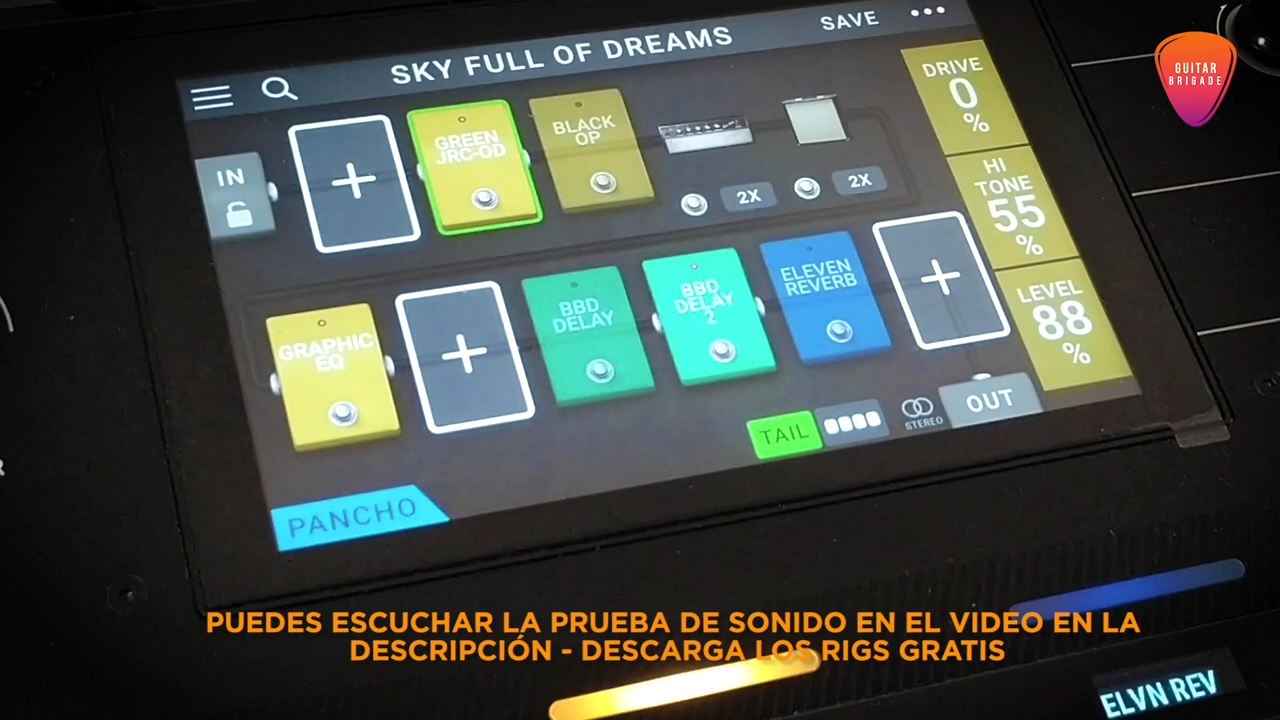 SKY FULL OF DREAMS
SAVE
GUITAR
BRIGADE
DRIVE
0
%
HI
TONE
55
%
LEVEL
88
%
IN
GREEN
JRC-OD
BLACK
OP
2X
2X
GRAPHIC
EQ
BBD
DELAY
BBD
DELAY
2
ELEVEN
REVERB
TAIL
STEREO
OUT
PANCHO
PUEDES ESCUCHAR LA PRUEBA DE SONIDO EN EL VIDEO EN LA
DESCRIPCIÓN - DESCARGA LOS RIGS GRATIS
ELVN REV
R